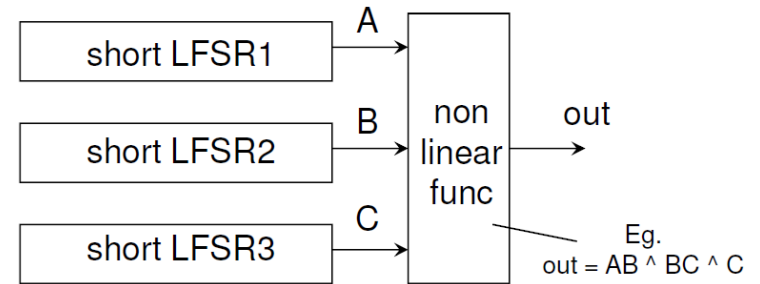 A
short LFSR1
B
short LFSR2
C
short LFSR3
non
linear
func
out
Eg.
out = AB ^ BC ^ C